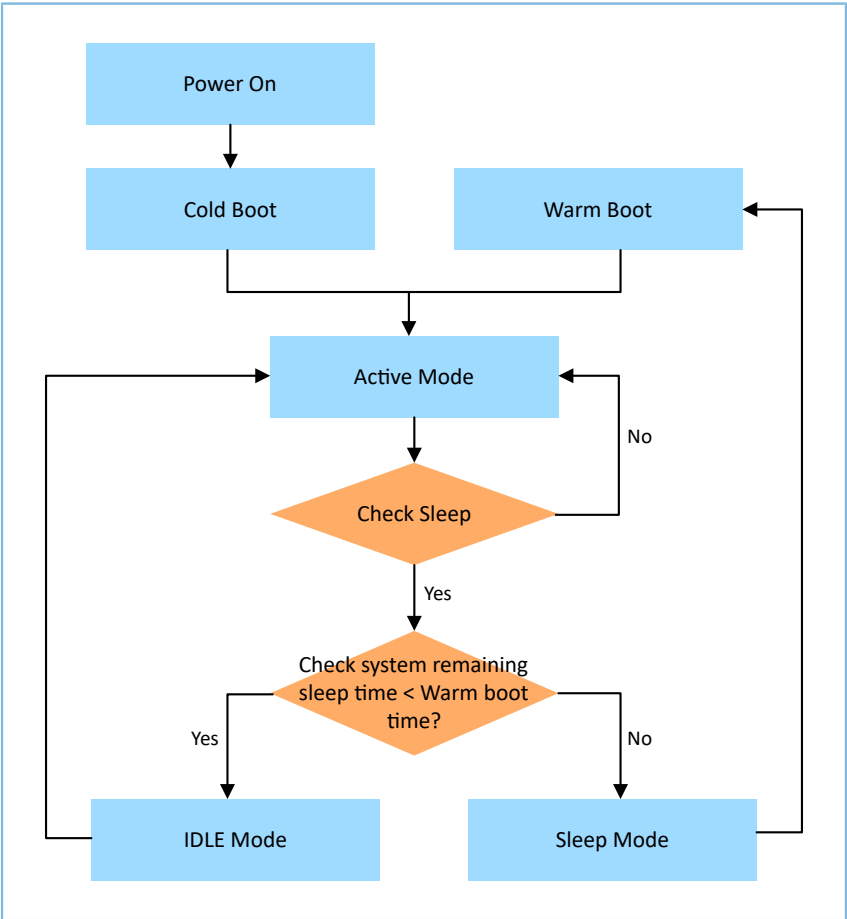 Power On
Cold Boot
Warm Boot
Active Mode
No
Check Sleep
Yes
Check system remaining
sleep time < Warm boot
time?
Yes
No
IDLE Mode
Sleep Mode